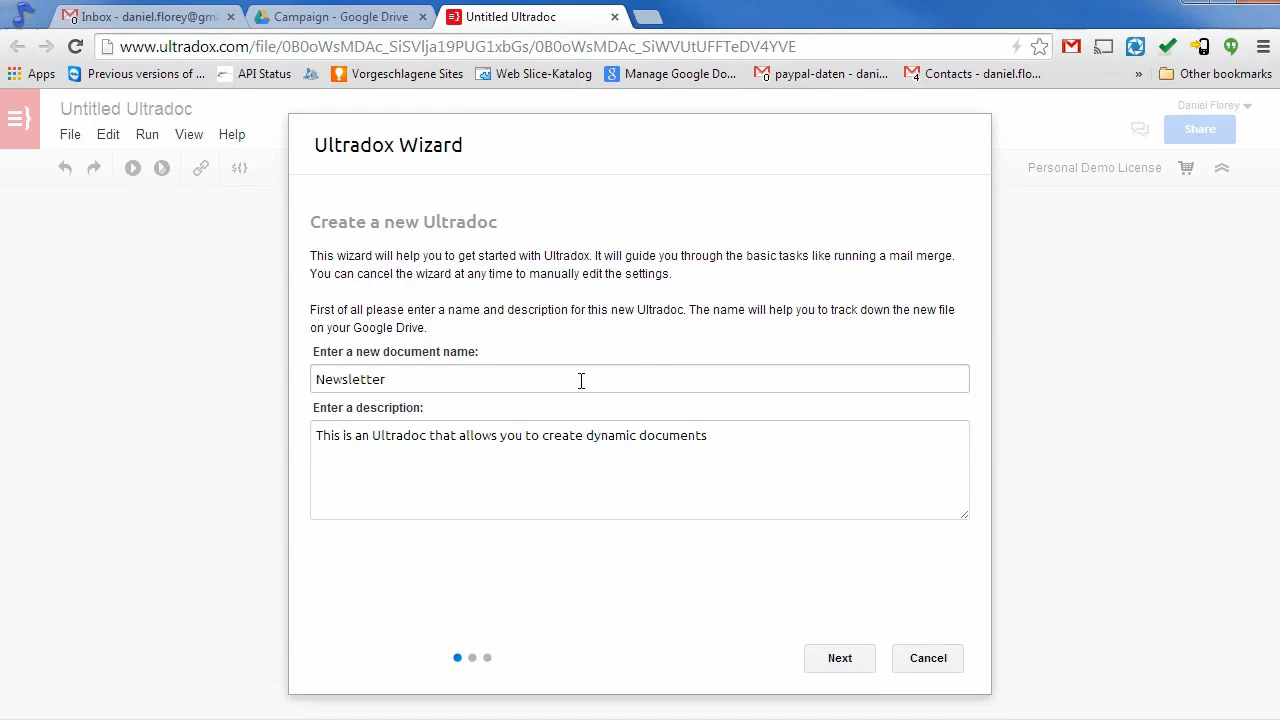 Inbox - daniel.florey@gma
Campaign - Google Drive
Untitled Ultradoc
www.ultradox.com/file/0B0oWsMDAc_SiSVlja19PUG1xbGs/0B0oWsMDAc_SiWVUtUFFTeDV4YVE
Apps
Previous versions of ...
API Status
Vorgeschlagene sites
Web Slice-Katalog
Manage Google Do...
paypal-daten - dani...
Contacts - daniel.flo...
»
Other bookmarks
Untitled Ultradoc
Daniel Florey
File Edit Run View Help
Share
Personal Demo License
Ultradox Wizard
Create a new Ultradoc
This wizard will help you to get started with Ultradox. It will guide you through the basic tasks like running a mail merge.
You can cancel the wizard at any time to manually edit the settings.
First of all please enter a name and description for this new Ultradoc. The name will help you to track down the new file
on your Google Drive.
Enter a new document name:
Newsletter
Enter a description:
This is an Ultradoc that allows you to create dynamic documents
Next
Cancel